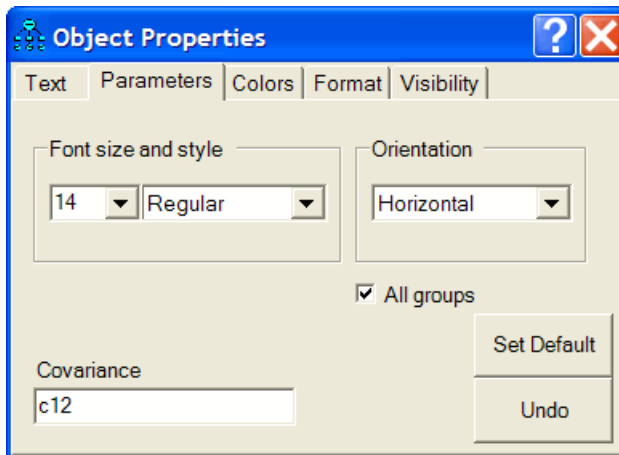 Object Properties
Text Parameters Colors Format Visibility
Font size and style Orientation
14 Regular Horizontal
All groups
Set Default
Covariance
c12
Undo